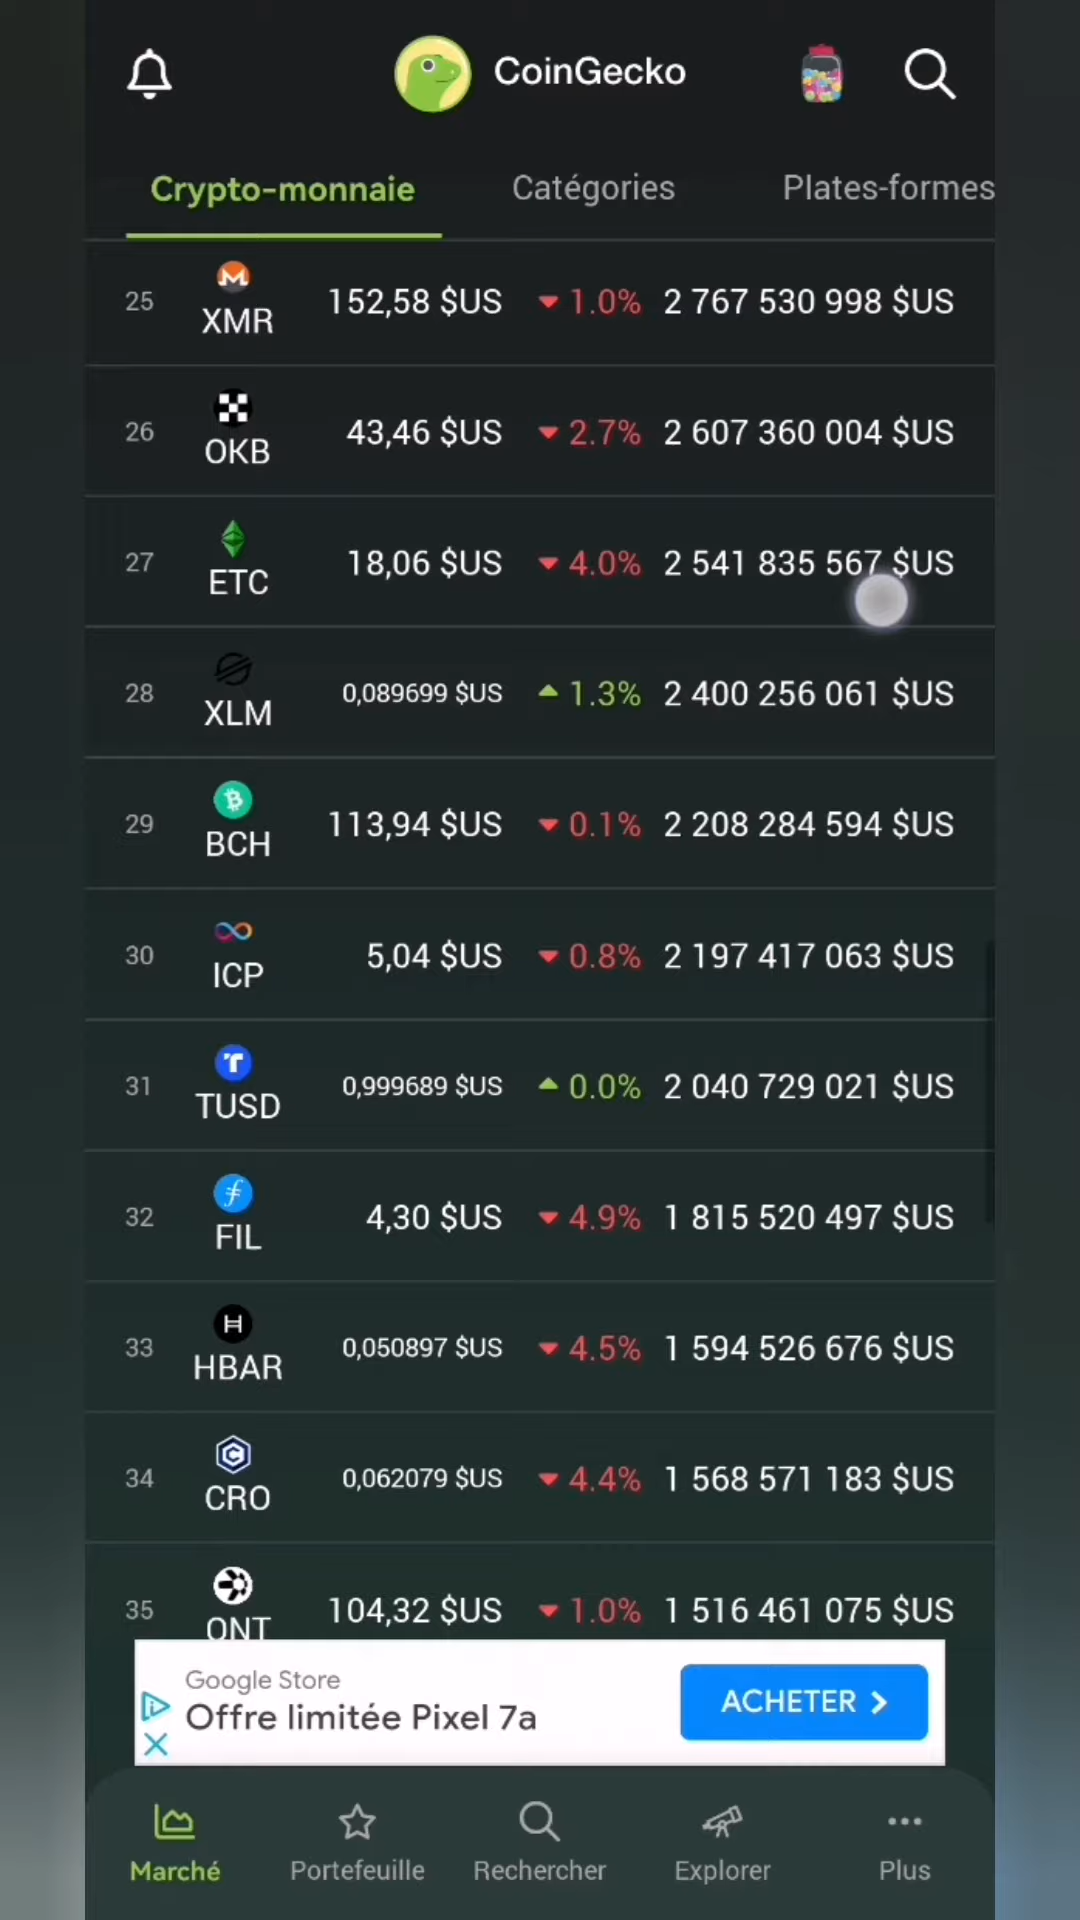 CoinGecko
Crypto-monnaie Catégories Plates-formes
25 XMR 152,58 $US 1.0% 2 767 530 998 $US
26 OKB 43,46 $US 2.7% 2 607 360 004 $US
27 ETC 18,06 $US 4.0% 2 541 835 567 $US
28 XLM 0,089699 $US 1.3% 2 400 256 061 $US
29 BCH 113,94 $US 0.1% 2 208 284 594 $US
30 ICP 5,04 $US 0.8% 2 197 417 063 $US
31 TUSD 0,999689 $US 0.0% 2 040 729 021 $US
32 FIL 4,30 $US 4.9% 1 815 520 497 $US
33 HBAR 0,050897 $US 4.5% 1 594 526 676 $US
34 CRO 0,062079 $US 4.4% 1 568 571 183 $US
35 QNT 104,32 $US 1.0% 1 516 461 075 $US
Google Store
Offre limitée Pixel 7a
ACHETER
Marché Portefeuille Rechercher Explorer Plus